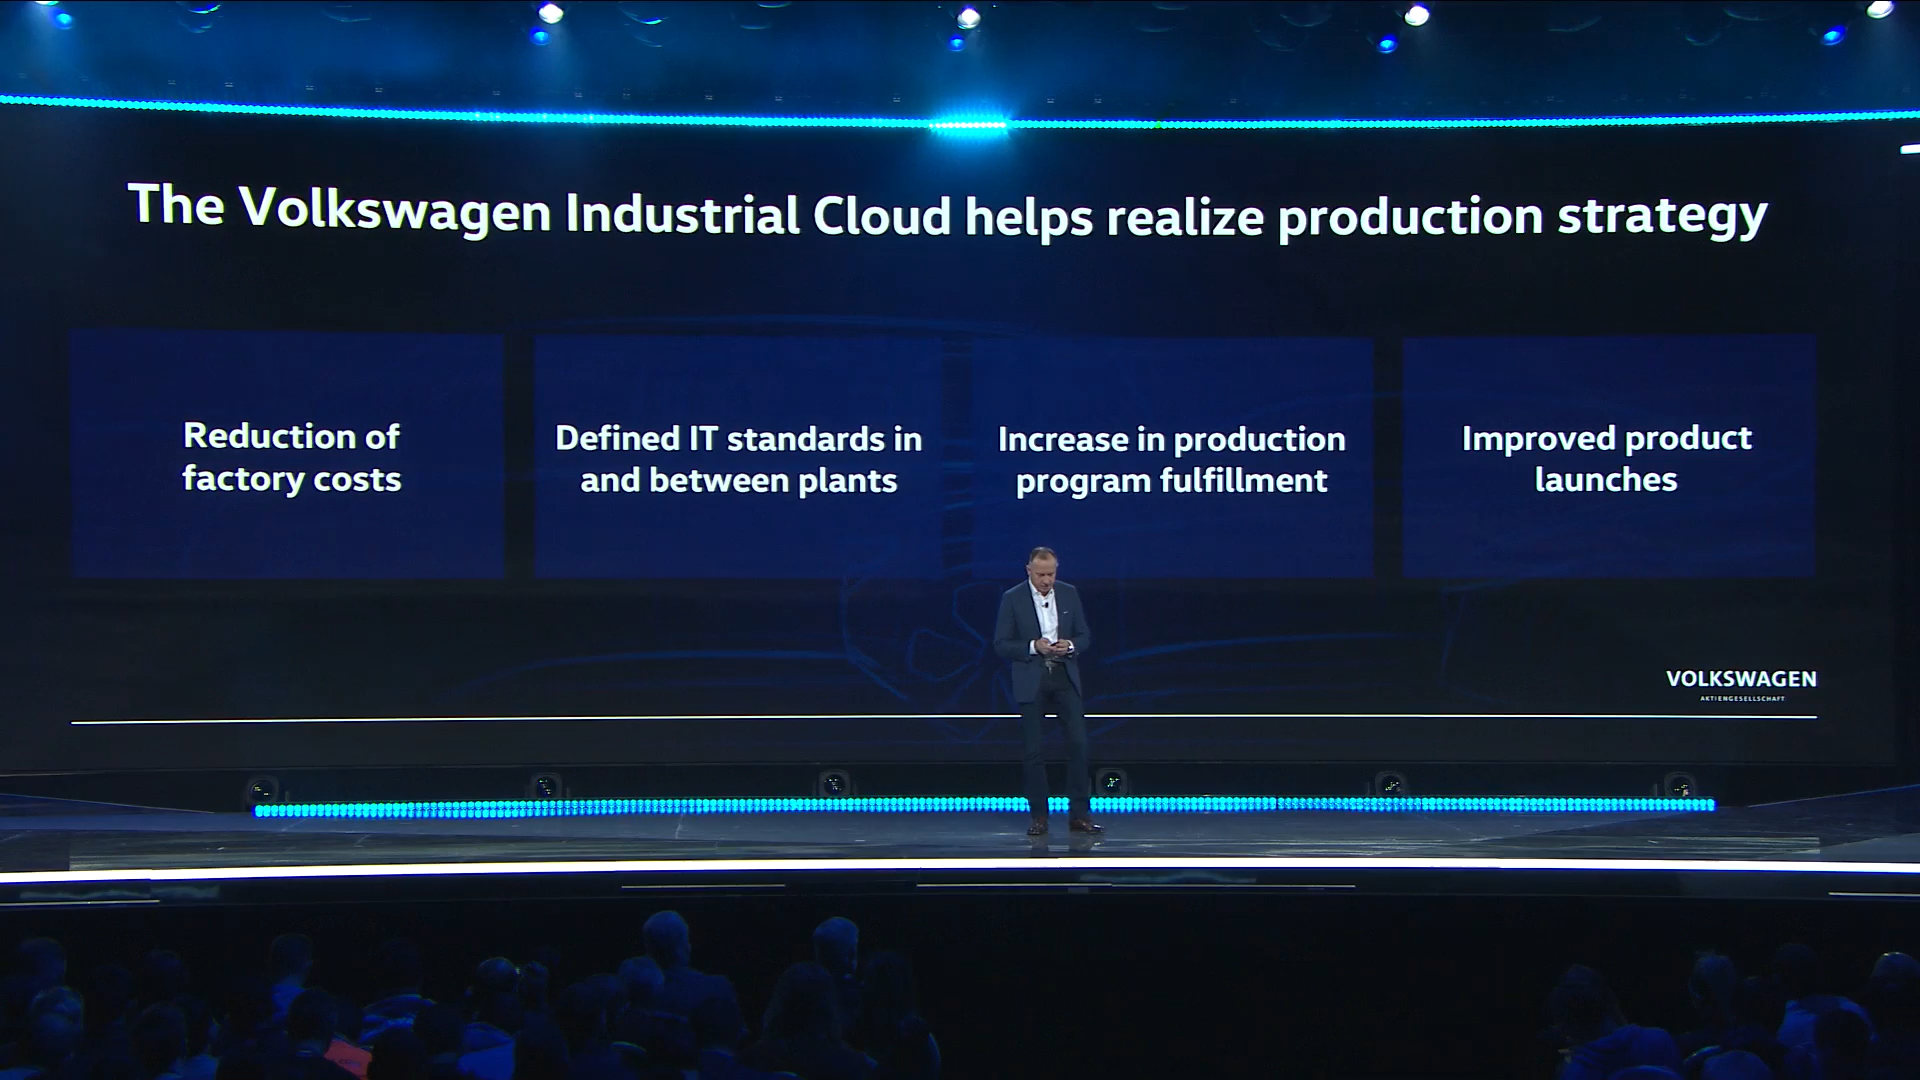 The Volkswagen Industrial Cloud helps realize production strategy
Reduction of
factory costs
Defined IT standards in
and between plants
Increase in production
program fulfillment
Improved product
launches
VOLKSWAGEN
AKTIENGESELLSCHAFT